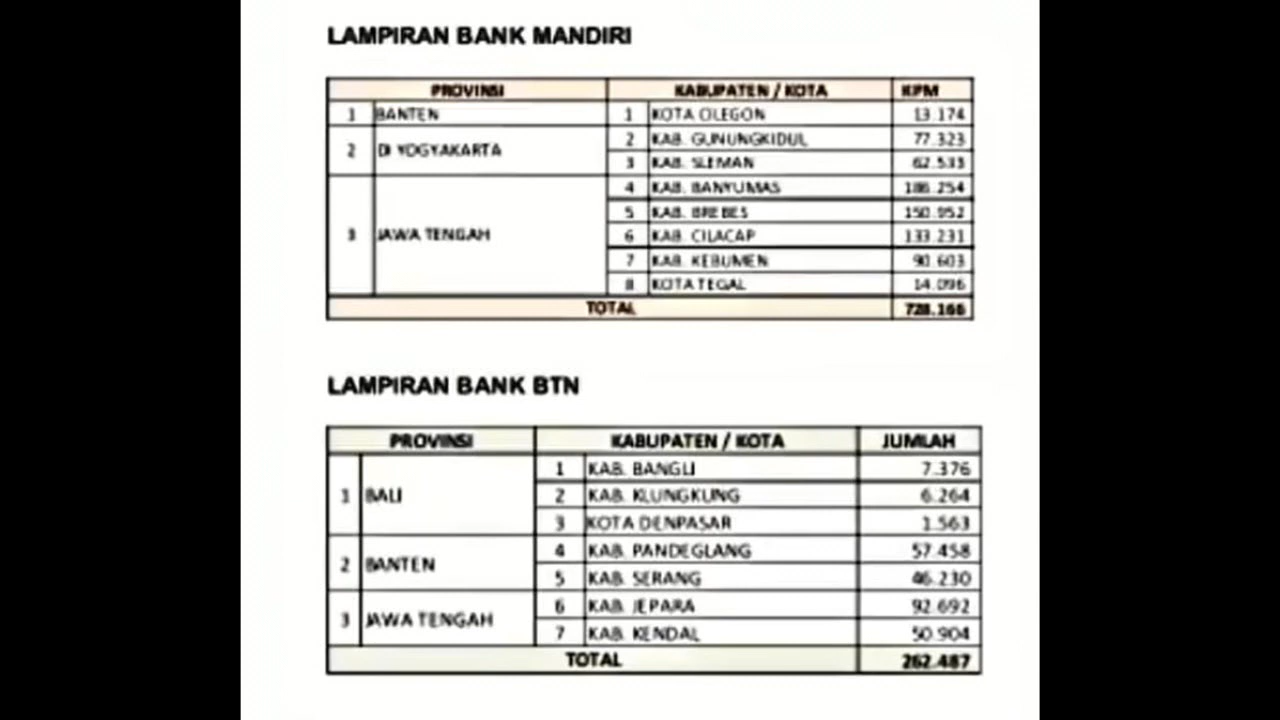 LAMPIRAN BANK MANDIRI
PROVINSI KABUPATEN / KOTA KPM
1 BANTEN 1 KOTA CILEGON 13.174
2 DI YOGYAKARTA 2 KAB. GUNUNGKIDUL 77.323
3 KAB. SLEMAN 62.533
3 JAWA TENGAH 4 KAB. BANYUMAS 186.254
5 KAB. BREBES 150.952
6 KAB. CILACAP 133.231
7 KAB. KEBUMEN 90.603
8 KOTA TEGAL 14.096
TOTAL 728.166
LAMPIRAN BANK BTN
PROVINSI KABUPATEN / KOTA JUMLAH
1 BALI 1 KAB. BANGLI 7.376
2 KAB. KLUNGKUNG 6.264
3 KOTA DENPASAR 1.563
2 BANTEN 4 KAB. PANDEGLANG 57.458
5 KAB. SERANG 46.230
3 JAWA TENGAH 6 KAB. JEPARA 92.692
7 KAB. KENDAL 50.904
TOTAL 262.487